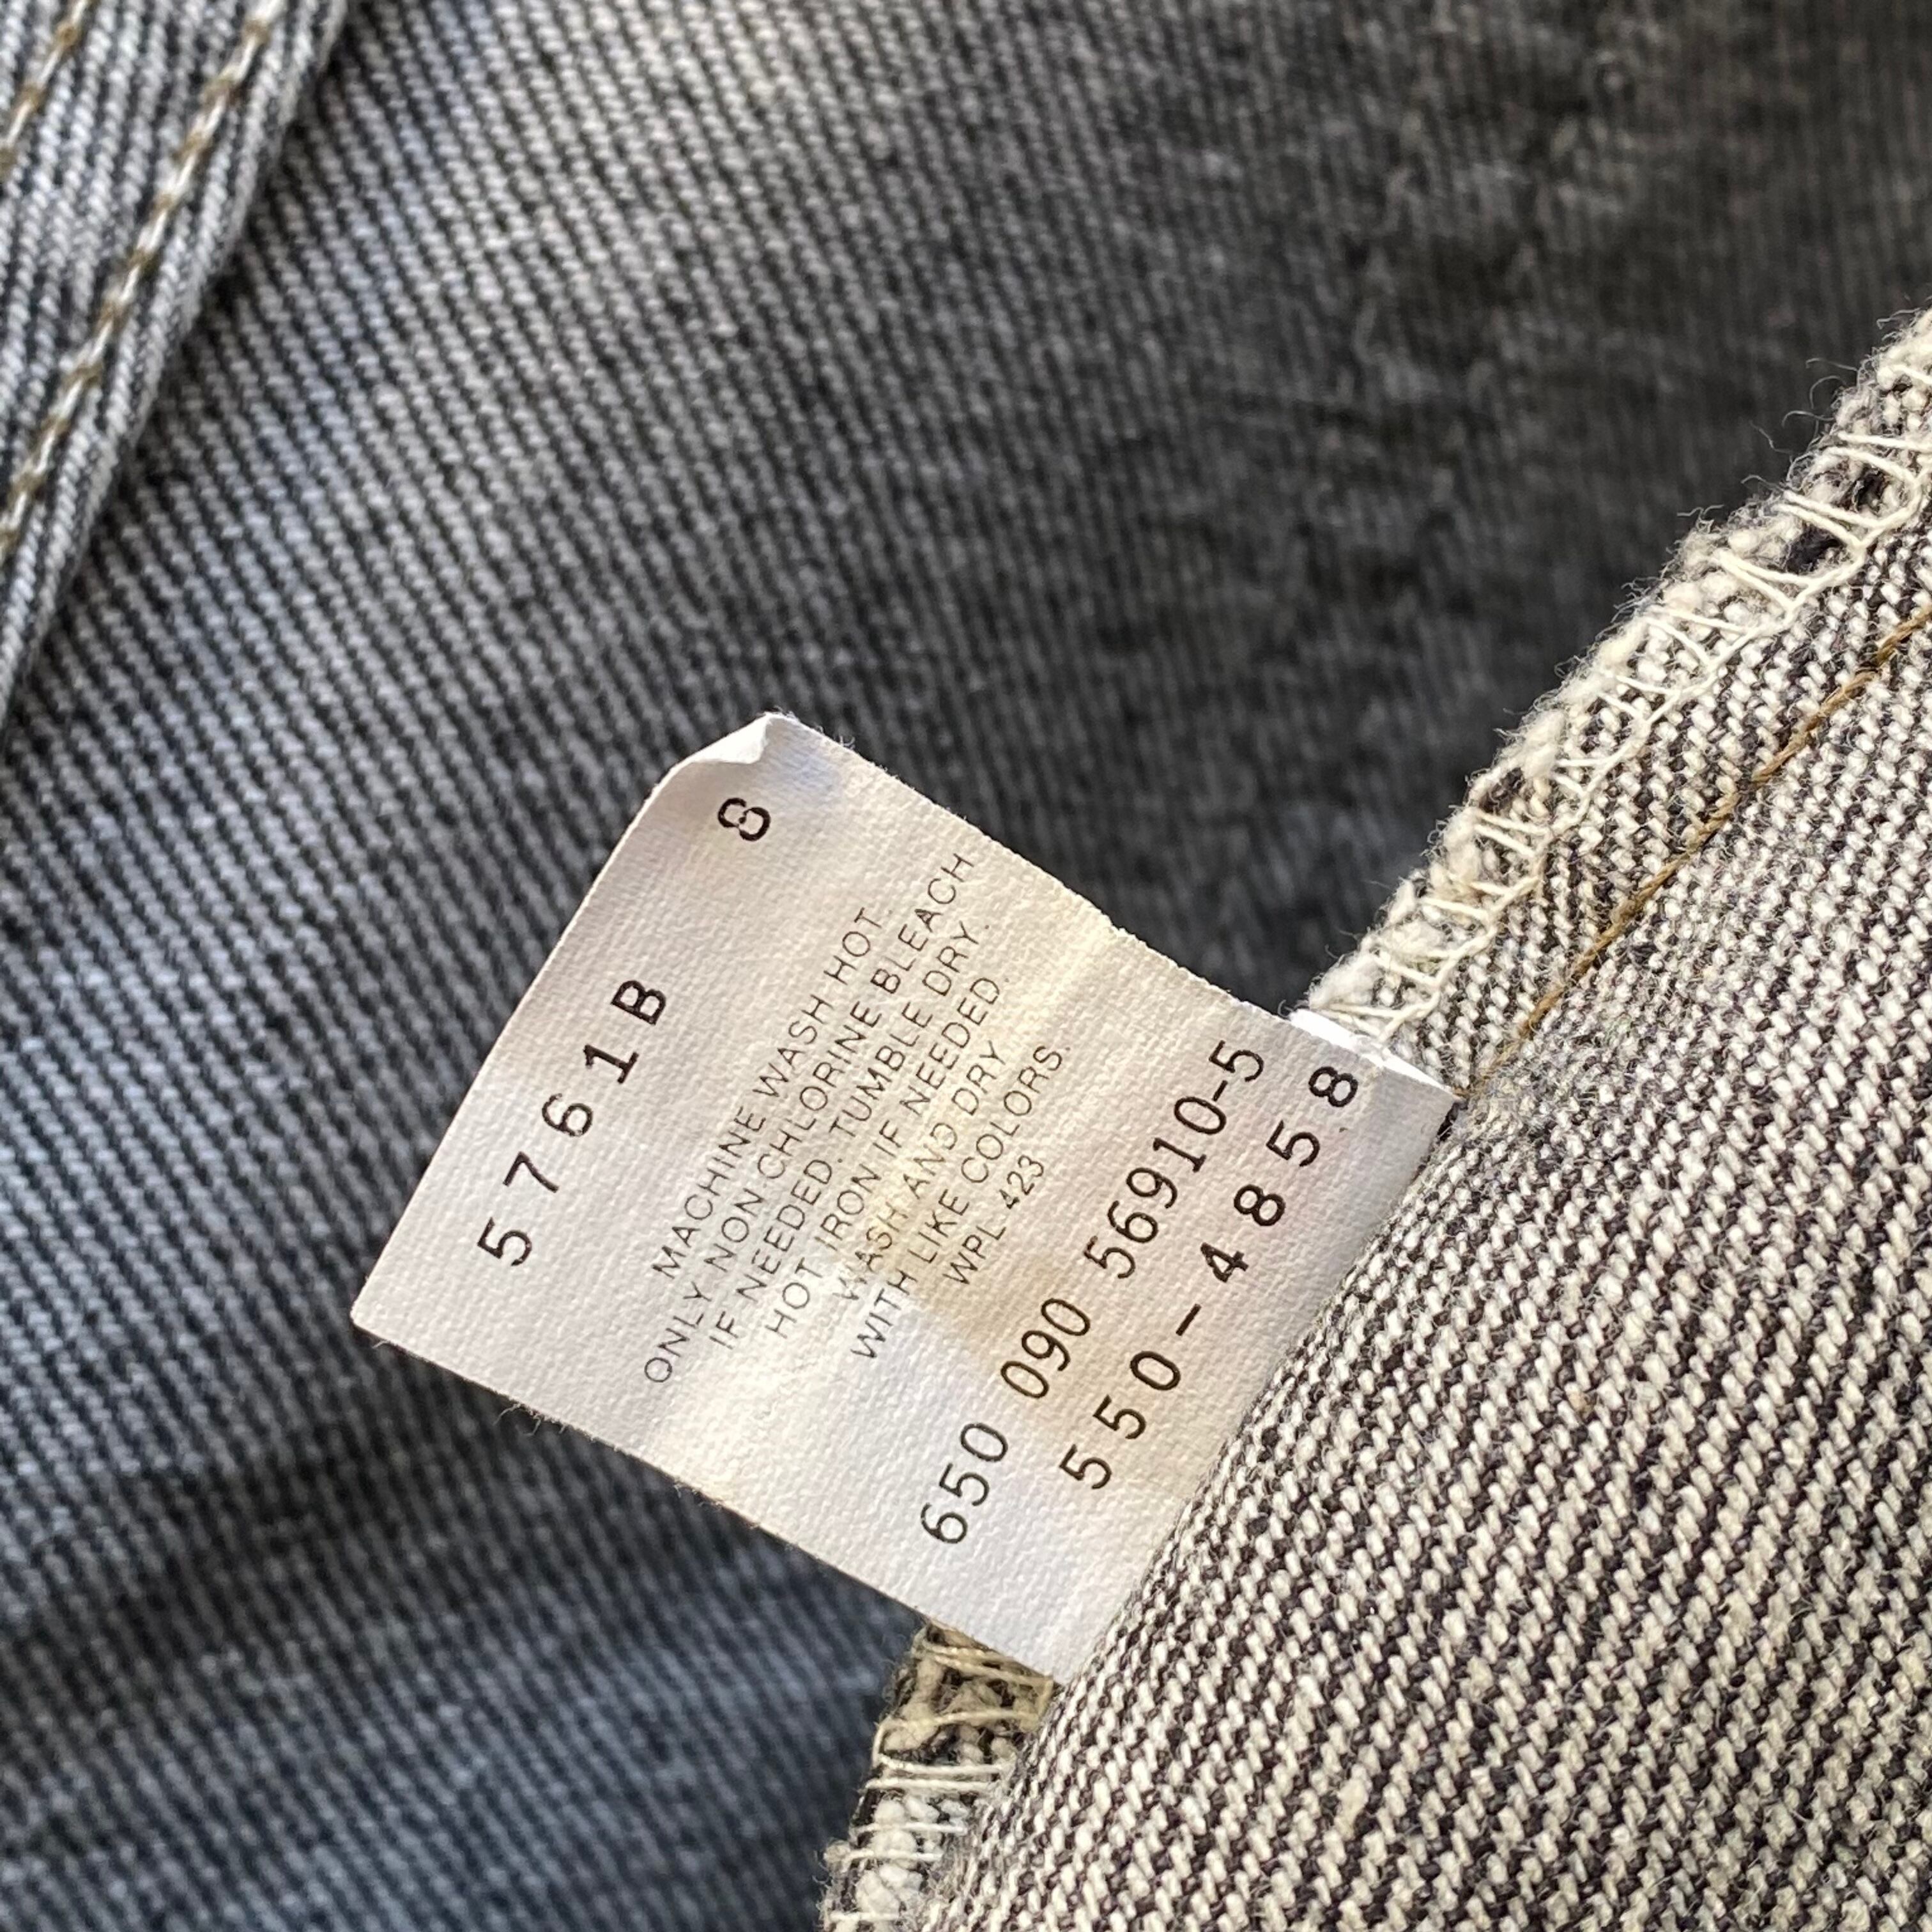 650 090 56910-5
550-4858
MACHINE WASH HOT.
ONLY NON CHLORINE BLEACH
IF NEEDED. TUMBLE DRY.
HOT IRON IF NEEDED.
WASH AND DRY
WITH LIKE COLORS.
WPL 423
5761B 8